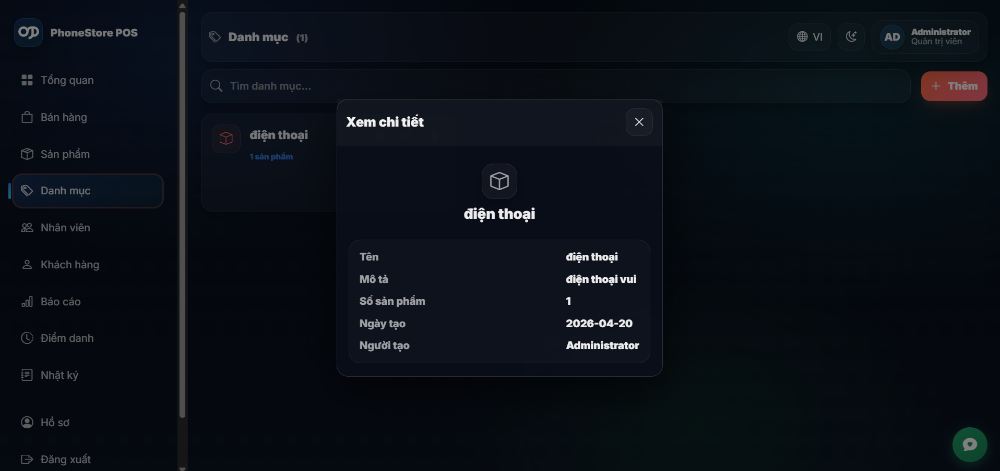 PhoneStore POS
Tổng quan
Bán hàng
Sản phẩm
Danh mục
Nhân viên
Khách hàng
Báo cáo
Điểm danh
Nhật ký
Hồ sơ
Đăng xuất
Danh mục (1)
VI
AD
Administrator
Quản trị viên
Tìm danh mục...
+ Thêm
điện thoại
1 sản phẩm
Xem chi tiết
điện thoại
Tên điện thoại
Mô tả điện thoại vui
Số sản phẩm 1
Ngày tạo 2026-04-20
Người tạo Administrator